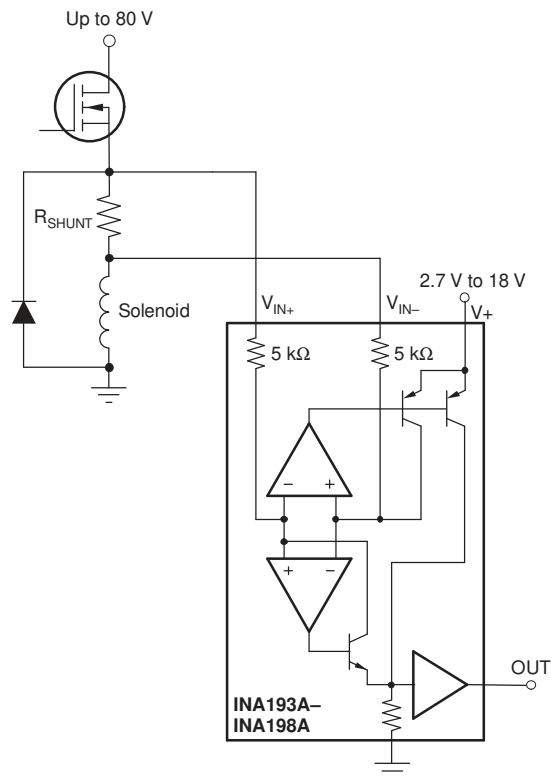 Up to 80 V
R_SHUNT
Solenoid
2.7 V to 18 V
V_IN+
V_IN–
V+
5 kΩ
5 kΩ
– +
+ –
OUT
INA193A–
INA198A